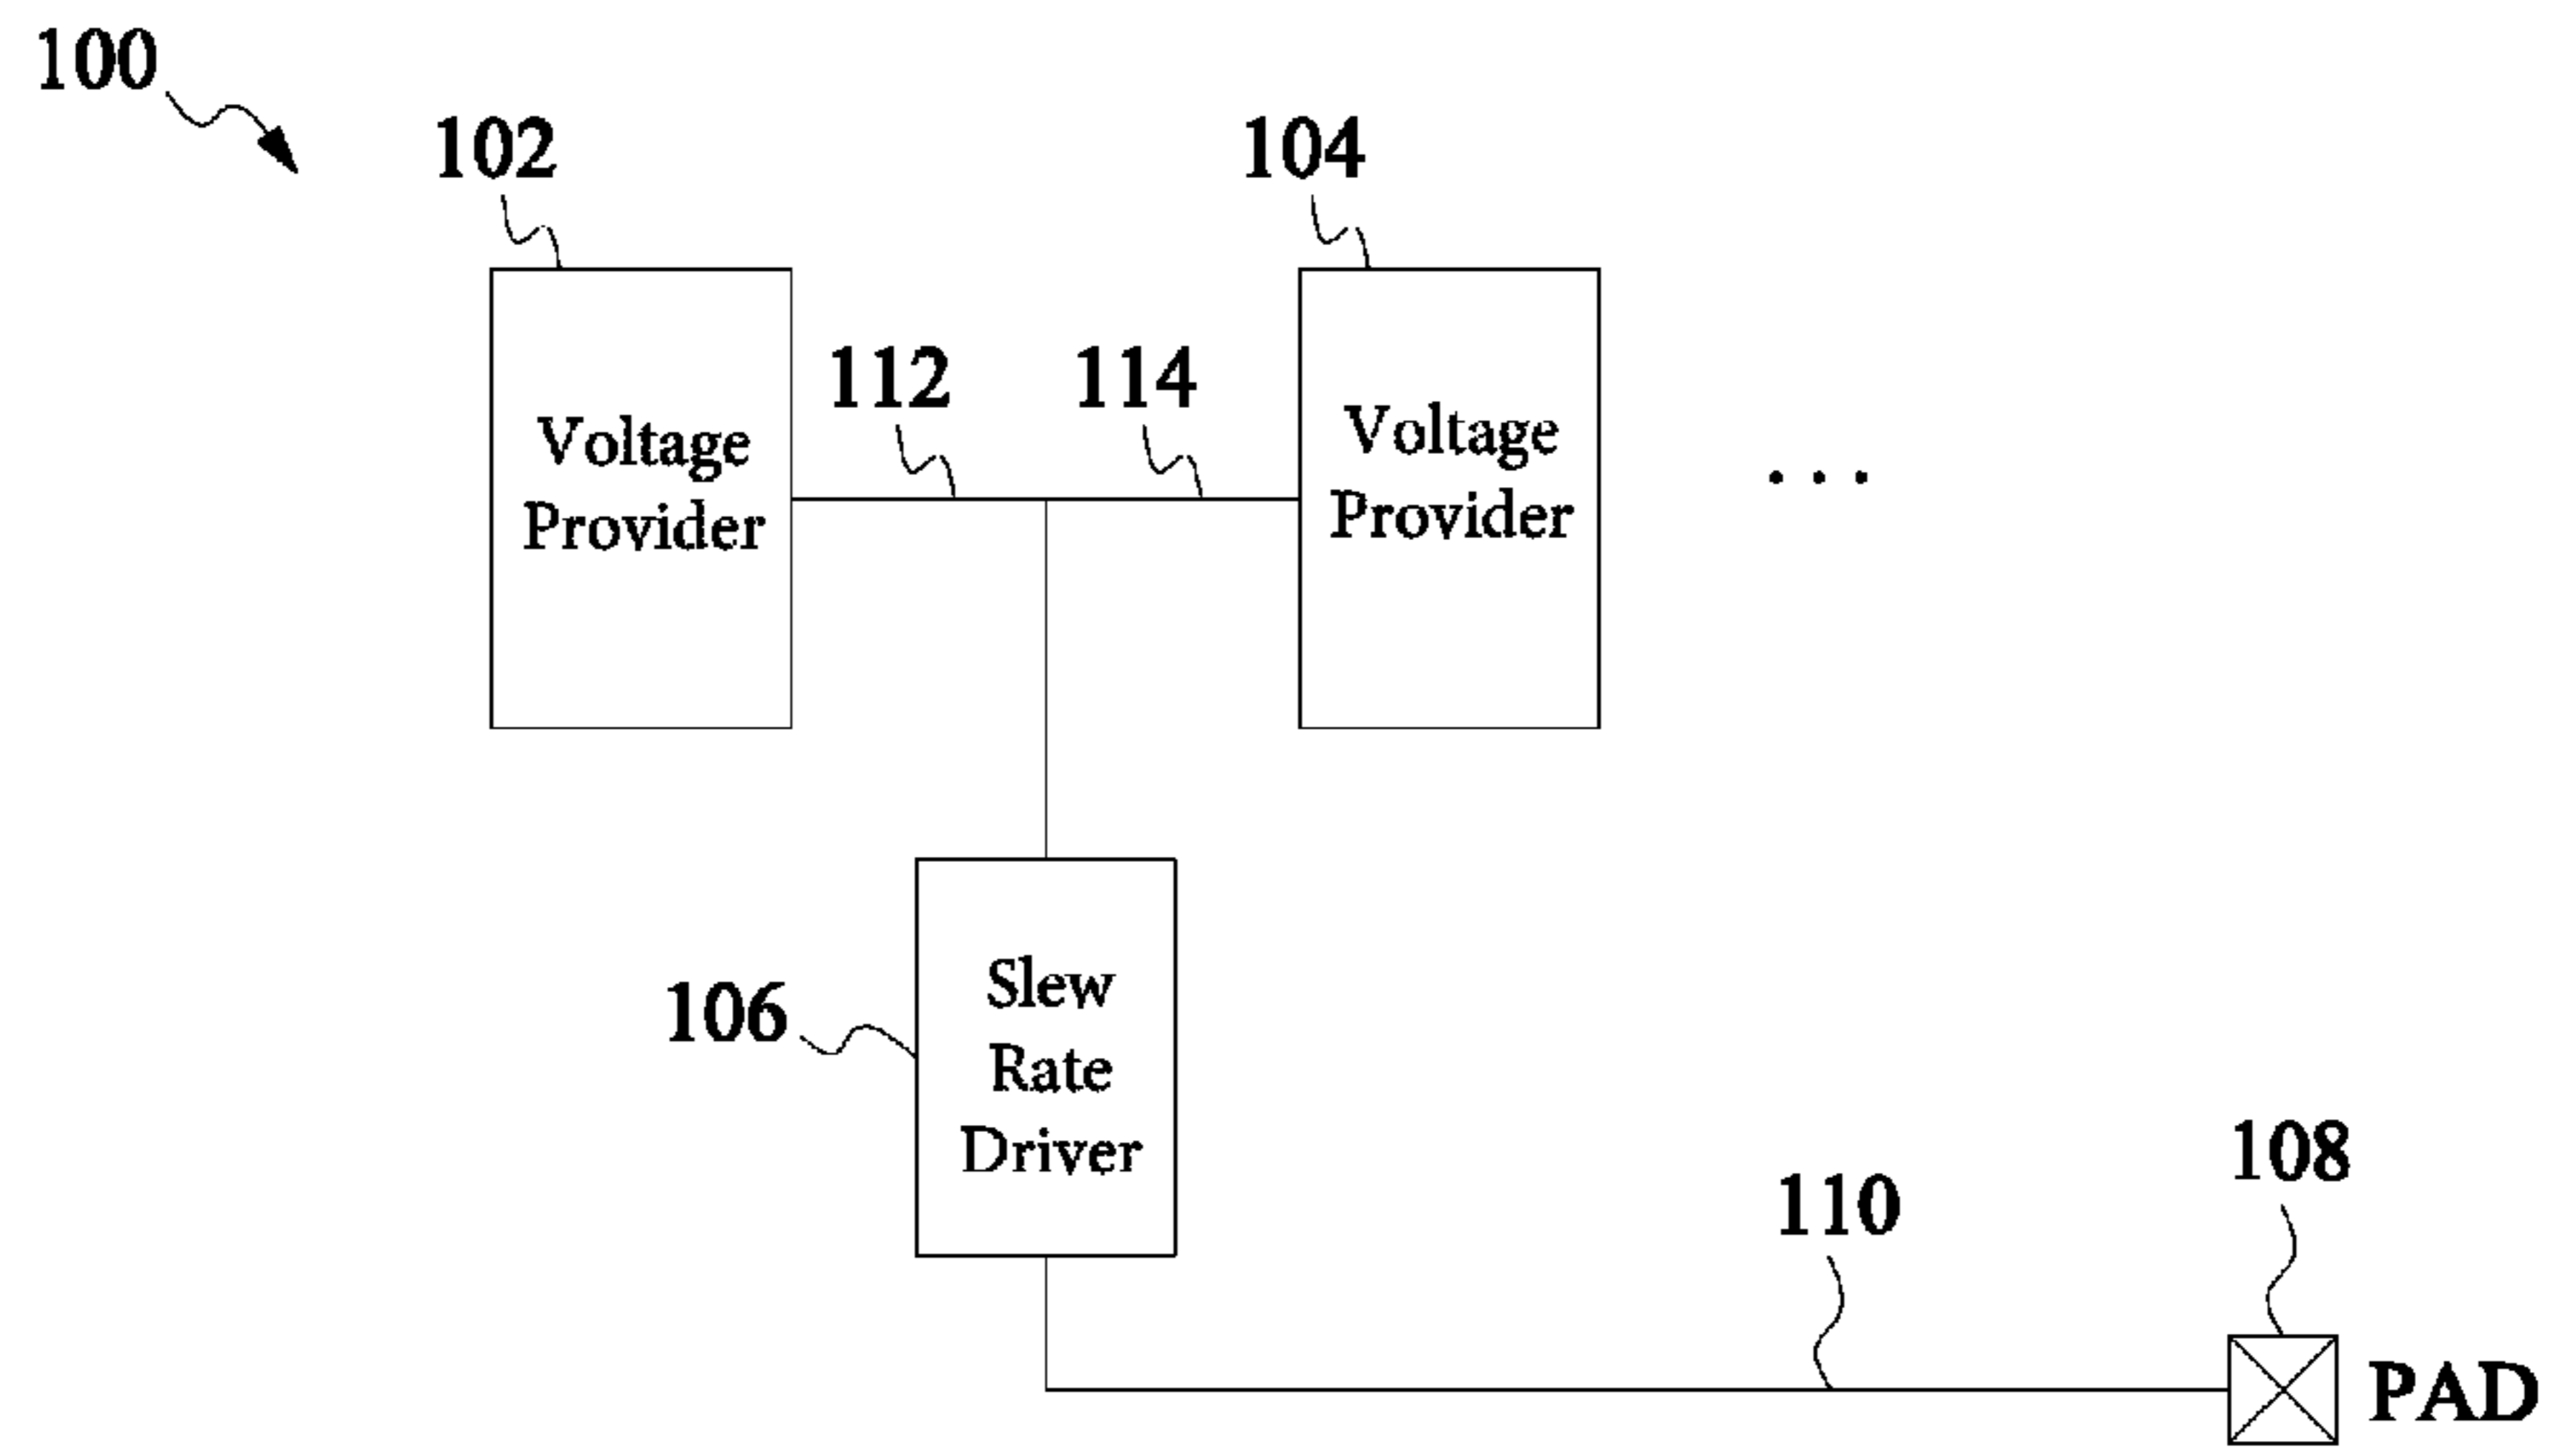 100
102
104
112
114
Voltage
Provider
Voltage
Provider
. . .
106
Slew
Rate
Driver
110
108
PAD